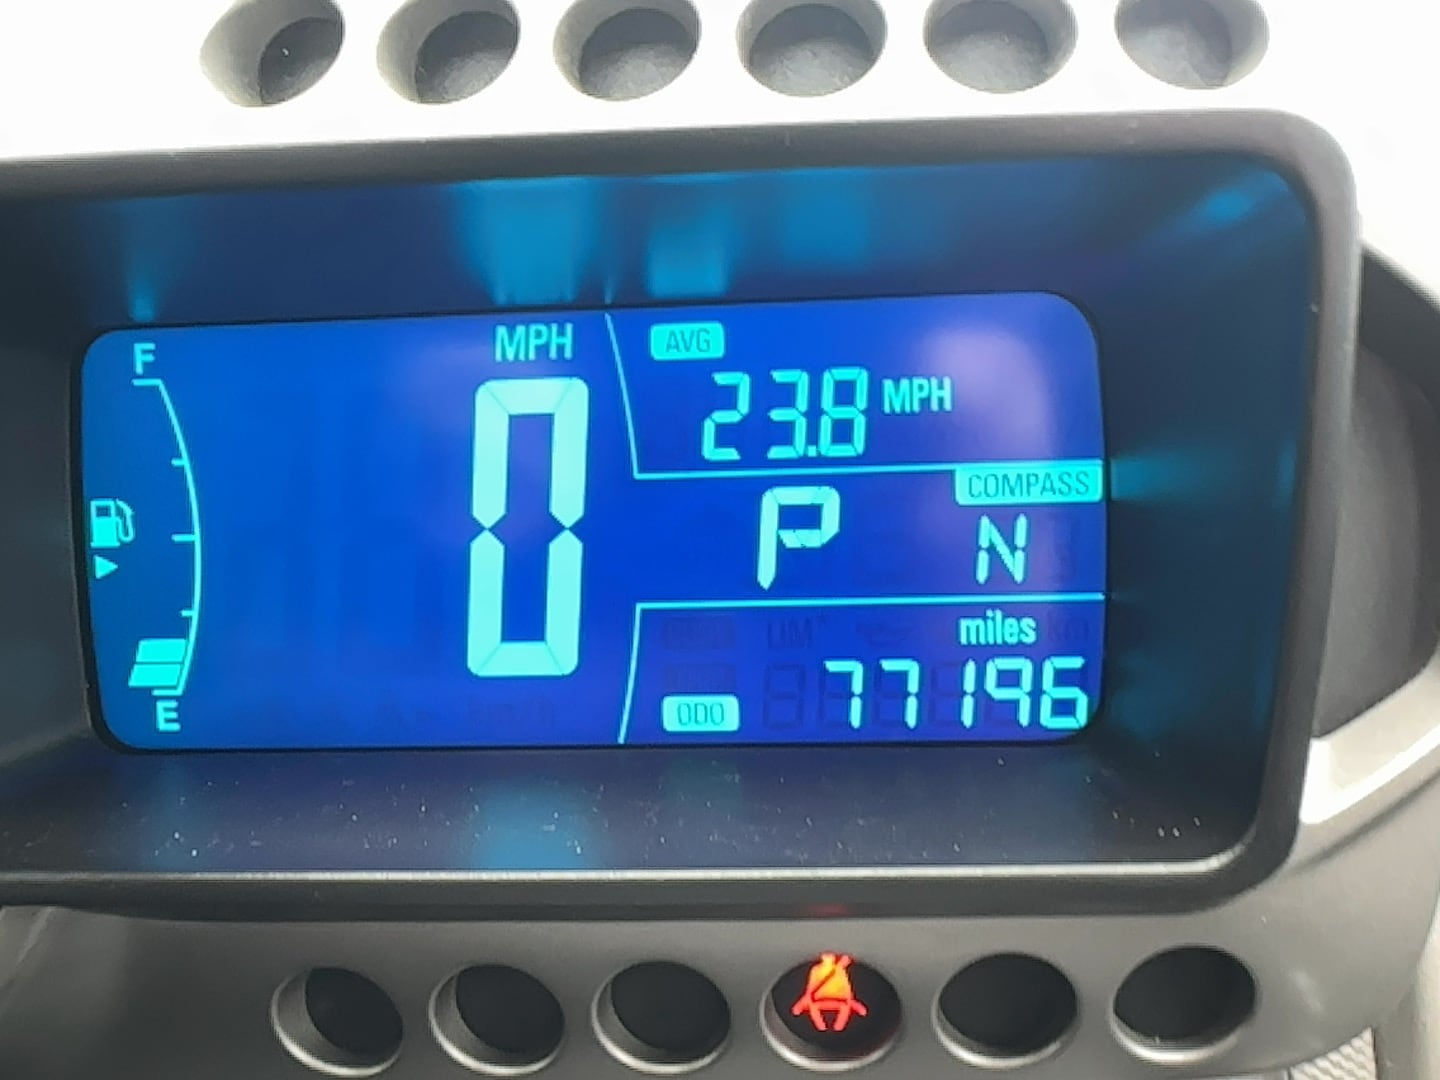 F
MPH
AVG
23.8 MPH
0
COMPASS
P
N
miles
ODO
77196
E